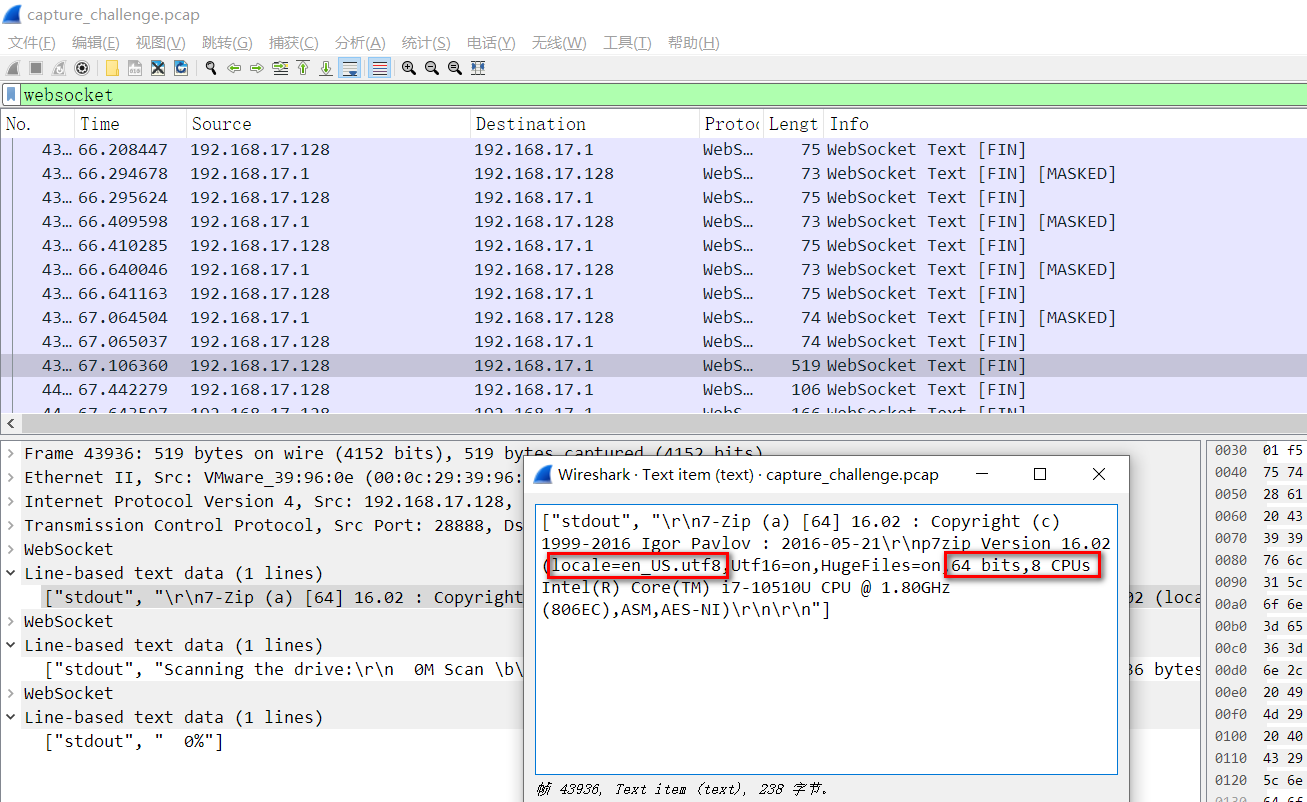 capture_challenge.pcap
文件(F) 编辑(E) 视图(V) 跳转(G) 捕获(C) 分析(A) 统计(S) 电话(Y) 无线(W) 工具(T) 帮助(H)
websocket
No. Time Source Destination Protoc Lengt Info
43… 66.208447 192.168.17.128 192.168.17.1 WebS… 75 WebSocket Text [FIN]
43… 66.294678 192.168.17.1 192.168.17.128 WebS… 73 WebSocket Text [FIN] [MASKED]
43… 66.295624 192.168.17.128 192.168.17.1 WebS… 75 WebSocket Text [FIN]
43… 66.409598 192.168.17.1 192.168.17.128 WebS… 73 WebSocket Text [FIN] [MASKED]
43… 66.410285 192.168.17.128 192.168.17.1 WebS… 75 WebSocket Text [FIN]
43… 66.640046 192.168.17.1 192.168.17.128 WebS… 73 WebSocket Text [FIN] [MASKED]
43… 66.641163 192.168.17.128 192.168.17.1 WebS… 75 WebSocket Text [FIN]
43… 67.064504 192.168.17.1 192.168.17.128 WebS… 74 WebSocket Text [FIN] [MASKED]
43… 67.065037 192.168.17.128 192.168.17.1 WebS… 74 WebSocket Text [FIN]
43… 67.106360 192.168.17.128 192.168.17.1 WebS… 519 WebSocket Text [FIN]
44… 67.442279 192.168.17.128 192.168.17.1 WebS… 106 WebSocket Text [FIN]
44… 67.643597 192.168.17.128 192.168.17.1 WebS… 166 WebSocket Text [FIN]
Frame 43936: 519 bytes on wire (4152 bits), 519 bytes captured (4152 bits)
Ethernet II, Src: VMware_39:96:0e (00:0c:29:39:96:
Internet Protocol Version 4, Src: 192.168.17.128,
Transmission Control Protocol, Src Port: 28888, Ds
WebSocket
Line-based text data (1 lines)
["stdout", "\r\n7-Zip (a) [64] 16.02 : Copyright 02 (loca
WebSocket
Line-based text data (1 lines)
["stdout", "Scanning the drive:\r\n  0M Scan \b\ 36 bytes
WebSocket
Line-based text data (1 lines)
["stdout", "  0%"]
Wireshark · Text item (text) · capture_challenge.pcap
["stdout", "\r\n7-Zip (a) [64] 16.02 : Copyright (c)
1999-2016 Igor Pavlov : 2016-05-21\r\np7zip Version 16.02
(locale=en_US.utf8,Utf16=on,HugeFiles=on,64 bits,8 CPUs
Intel(R) Core(TM) i7-10510U CPU @ 1.80GHz
(806EC),ASM,AES-NI)\r\n\r\n"]
帧 43936, Text item (text), 238 字节.
0030 01 f5
0040 75 74
0050 28 61
0060 20 43
0070 39 39
0080 76 6c
0090 31 5c
00a0 6f 6e
00b0 3d 65
00c0 36 3d
00d0 6e 2c
00e0 20 49
00f0 4d 29
0100 20 40
0110 43 29
0120 5c 6e